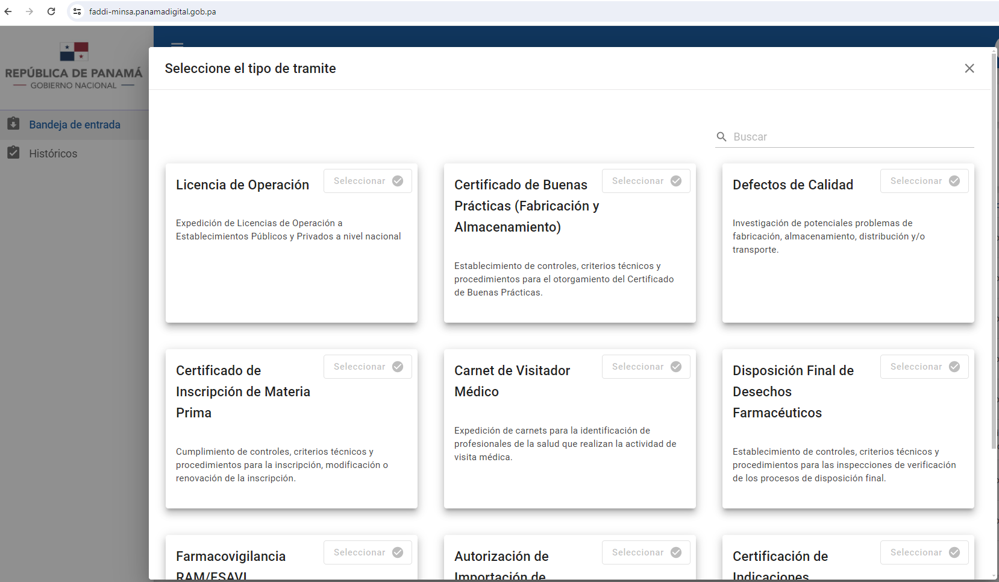 faddi-minsa.panamadigital.gob.pa
REPÚBLICA DE PANAMÁ
GOBIERNO NACIONAL
Bandeja de entrada
Históricos
Seleccione el tipo de tramite
Buscar
Licencia de Operación
Seleccionar
Expedición de Licencias de Operación a
Establecimientos Públicos y Privados a nivel nacional
Certificado de Buenas
Prácticas (Fabricación y
Almacenamiento)
Seleccionar
Establecimiento de controles, criterios técnicos y
procedimientos para el otorgamiento del Certificado
de Buenas Prácticas.
Defectos de Calidad
Seleccionar
Investigación de potenciales problemas de
fabricación, almacenamiento, distribución y/o
transporte.
Certificado de
Inscripción de Materia
Prima
Seleccionar
Cumplimiento de controles, criterios técnicos y
procedimientos para la inscripción, modificación o
renovación de la inscripción.
Carnet de Visitador
Médico
Seleccionar
Expedición de carnets para la identificación de
profesionales de la salud que realizan la actividad de
visita médica.
Disposición Final de
Desechos
Farmacéuticos
Seleccionar
Establecimiento de controles, criterios técnicos y
procedimientos para las inspecciones de verificación
de los procesos de disposición final.
Farmacovigilancia
RAM/ESAVI
Seleccionar
Autorización de
Importación de
Seleccionar
Certificación de
Indicaciones
Seleccionar